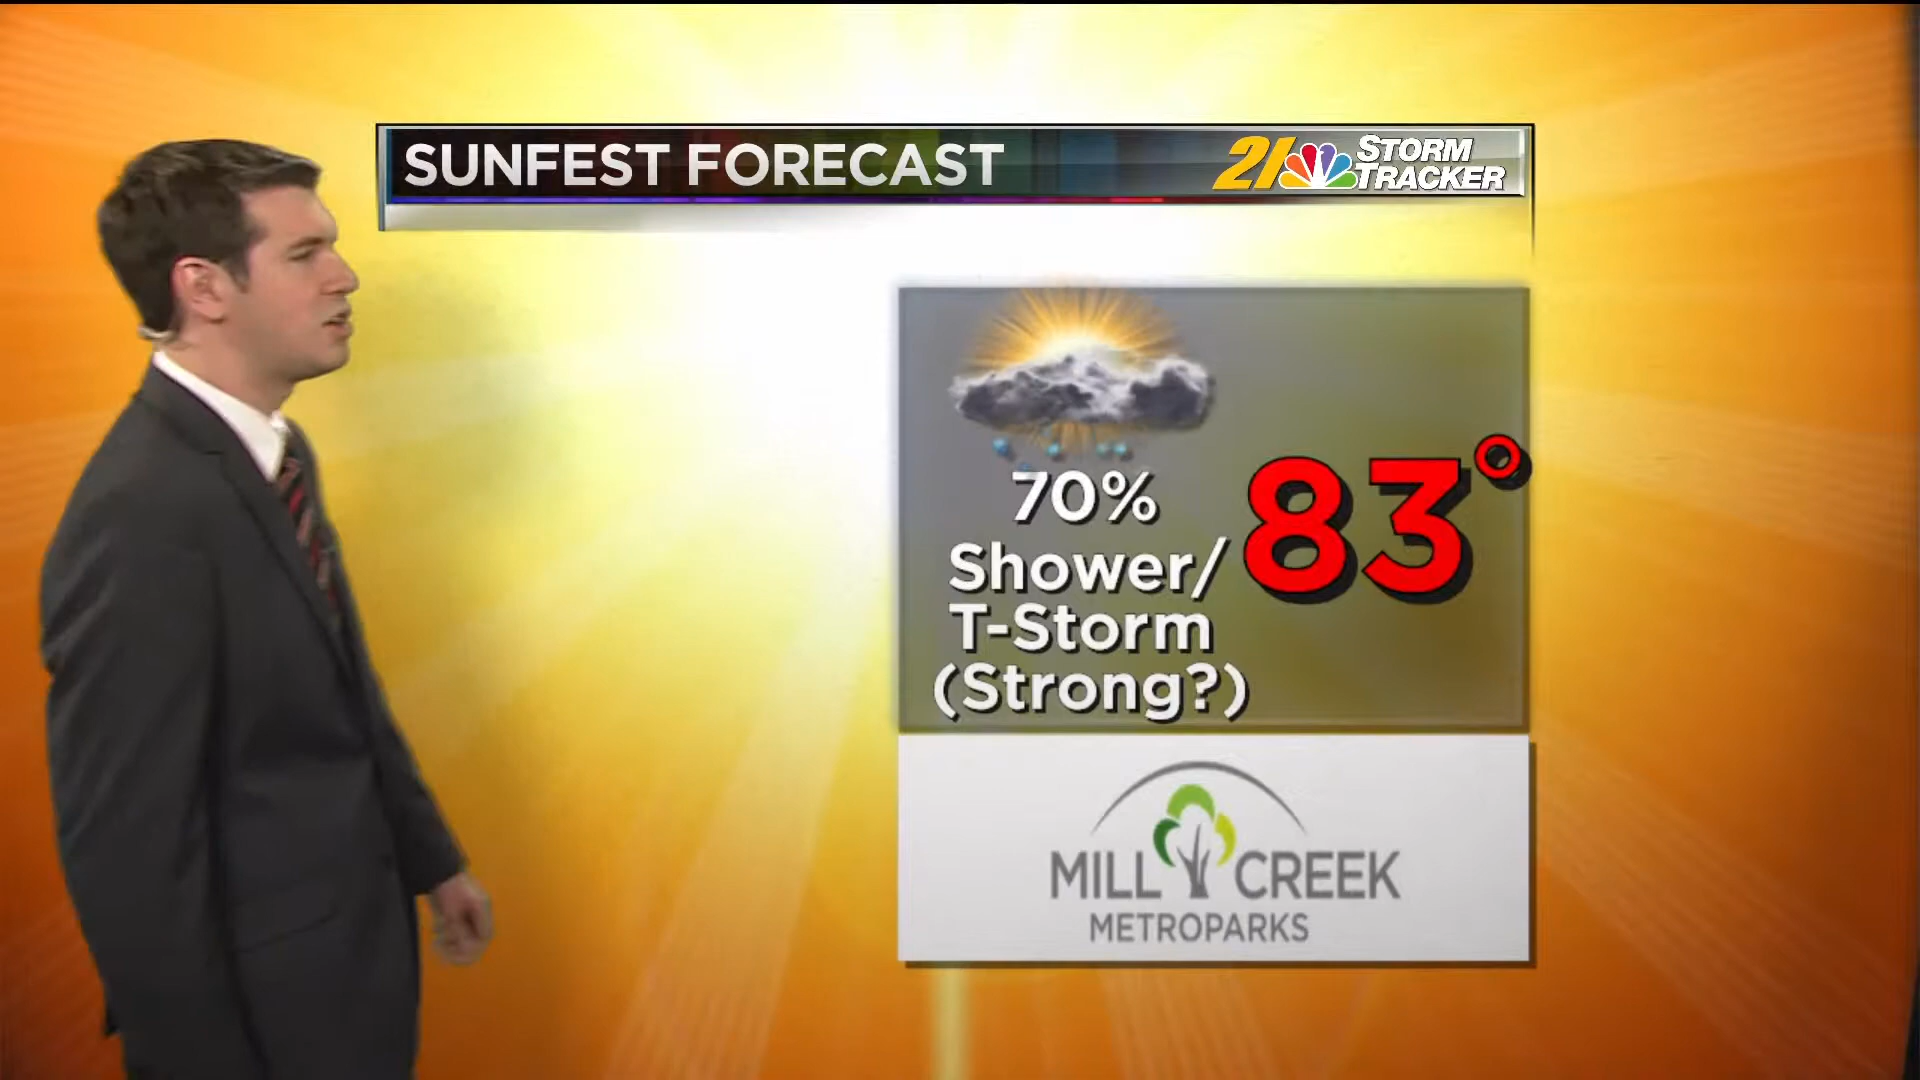 SUNFEST FORECAST
21 STORM TRACKER
70%
Shower/
T-Storm
(Strong?)
83°
MILL CREEK
METROPARKS